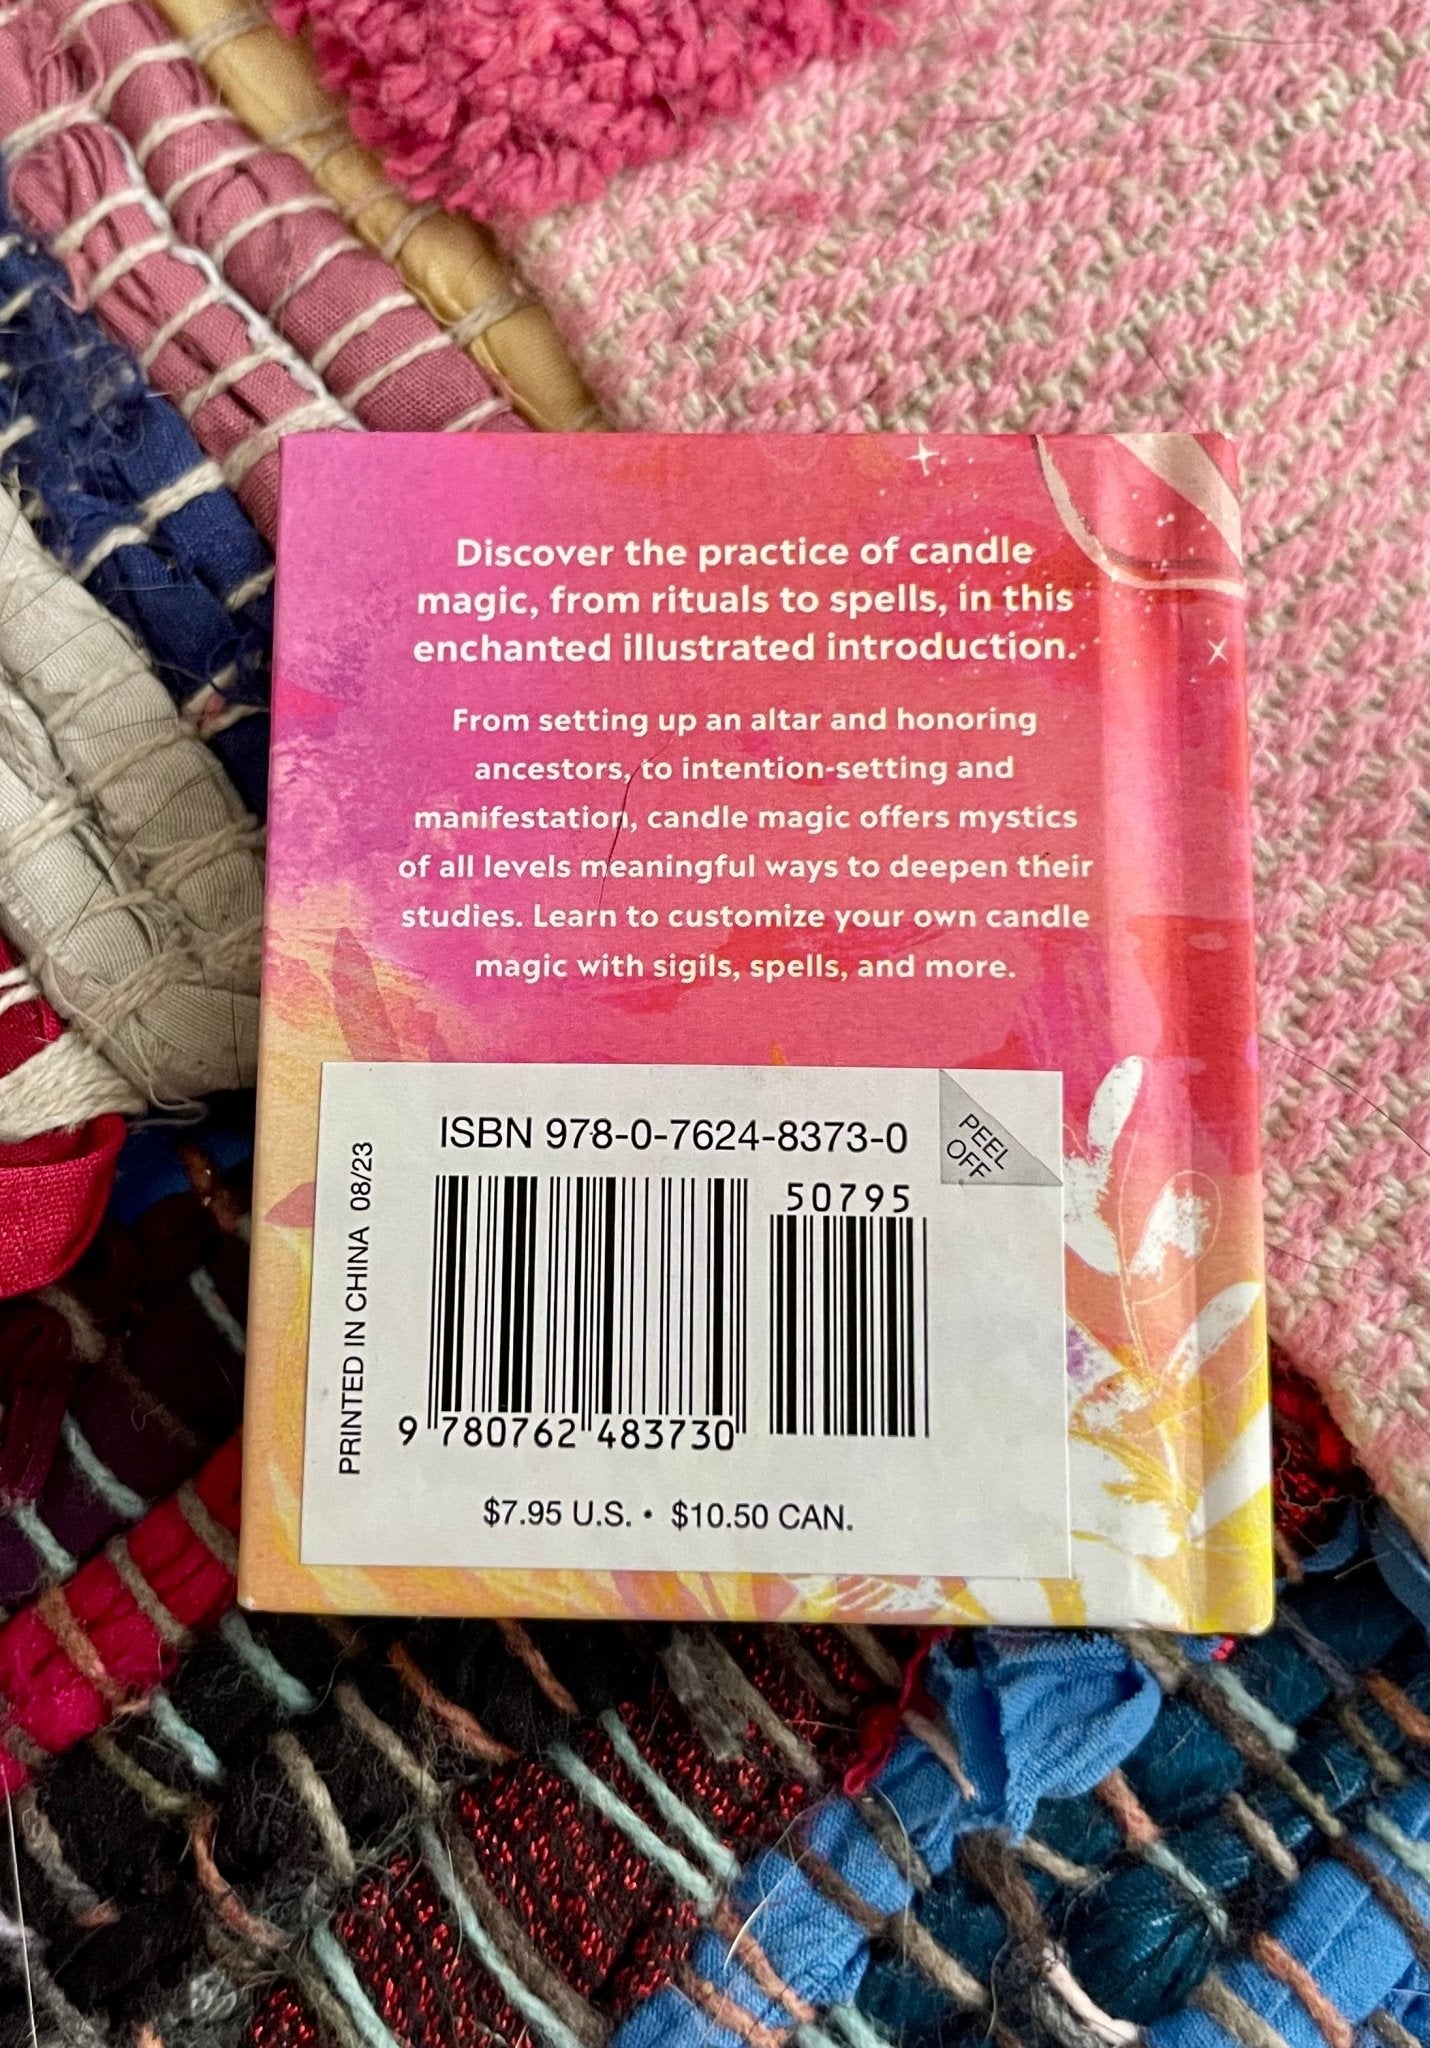 Discover the practice of candle
magic, from rituals to spells, in this
enchanted illustrated introduction.
From setting up an altar and honoring
ancestors, to intention-setting and
manifestation, candle magic offers mystics
of all levels meaningful ways to deepen their
studies. Learn to customize your own candle
magic with sigils, spells, and more.
ISBN 978-0-7624-8373-0
PEEL
OFF
50795
PRINTED IN CHINA 08/23
9 780762 483730
$7.95 U.S. • $10.50 CAN.